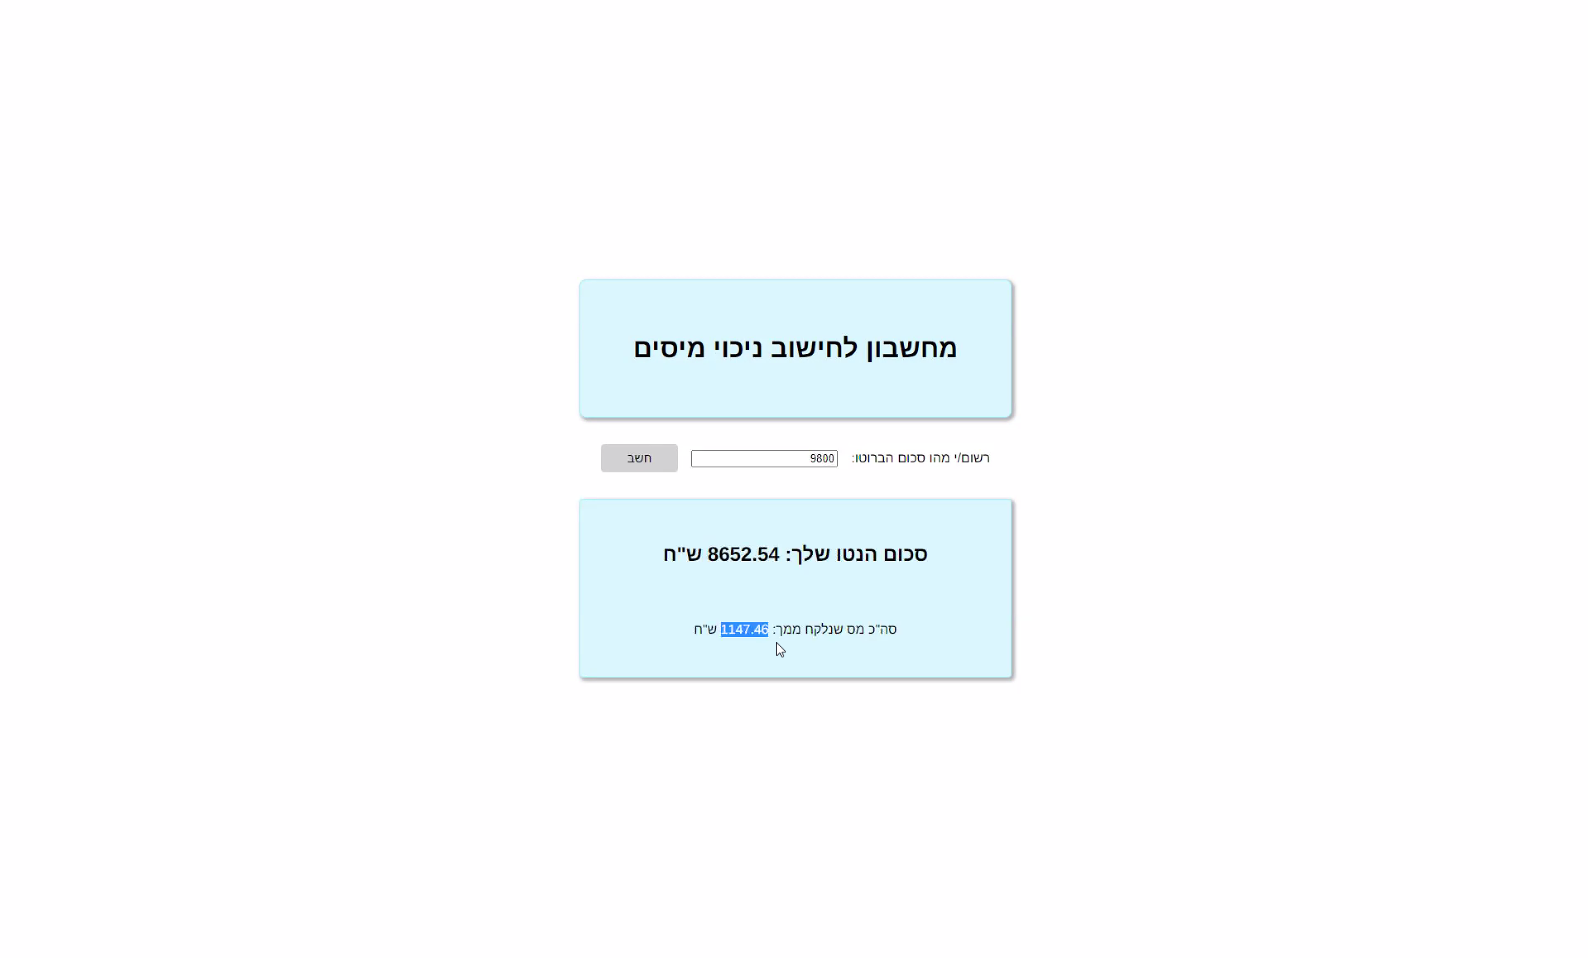 מחשבון לחישוב ניכוי מיסים
רשום/י מהו סכום הברוטו: 9800 חשב
סכום הנטו שלך: 8652.54 ש"ח
סה"כ מס שנלקח ממך: 1147.46 ש"ח